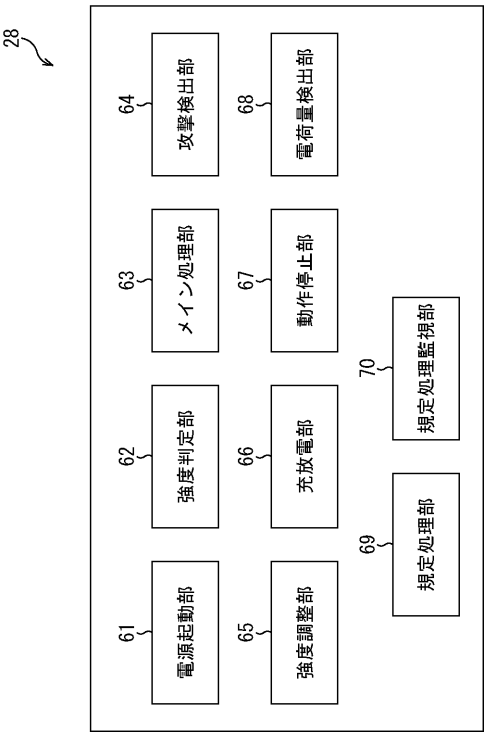 28
61
電源起動部
62
強度判定部
63
メイン処理部
64
攻撃検出部
65
強度調整部
66
充放電部
67
動作停止部
68
電荷量検出部
69
規定処理部
70
規定処理監視部